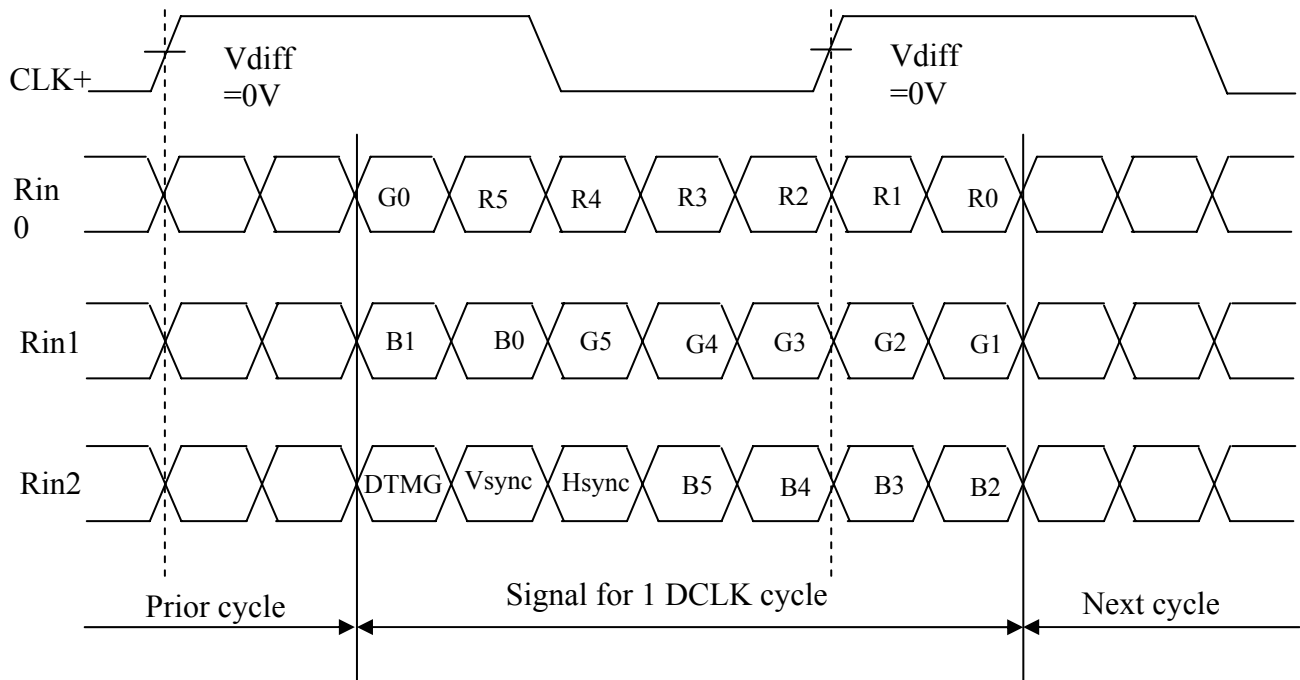 Vdiff
=0V
Vdiff
=0V
CLK+
Rin
0
G0 R5 R4 R3 R2 R1 R0
Rin1
B1 B0 G5 G4 G3 G2 G1
Rin2
DTMG Vsync Hsync B5 B4 B3 B2
Prior cycle
Signal for 1 DCLK cycle
Next cycle